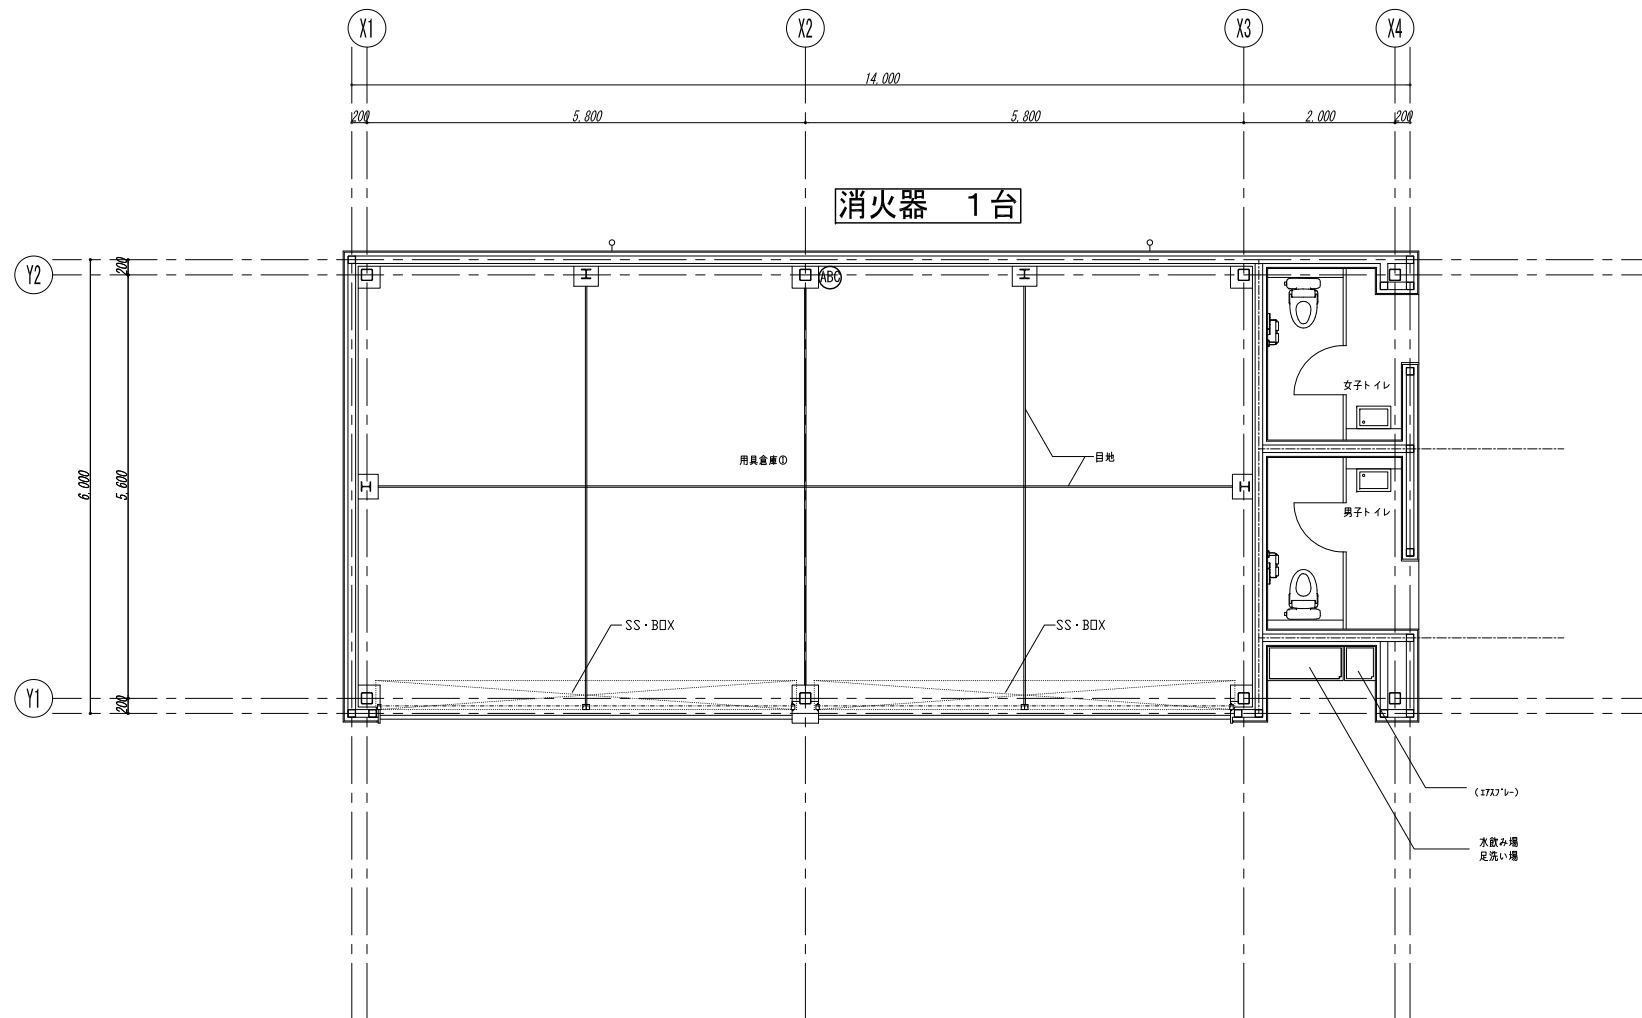 X1
X2
X3
X4
14,000
200
5,800
5,800
2,000
200
消火器　１台
Y2
200
ABC
女子トイレ
用具倉庫①
目地
6,000
5,600
男子トイレ
SS・BOX
SS・BOX
Y1
200
(ｴｱｽﾌﾟﾚｰ)
水飲み場
足洗い場